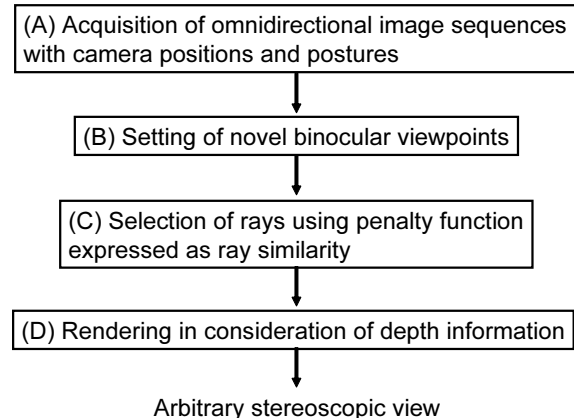 (A) Acquisition of omnidirectional image sequences
with camera positions and postures
(B) Setting of novel binocular viewpoints
(C) Selection of rays using penalty function
expressed as ray similarity
(D) Rendering in consideration of depth information
Arbitrary stereoscopic view